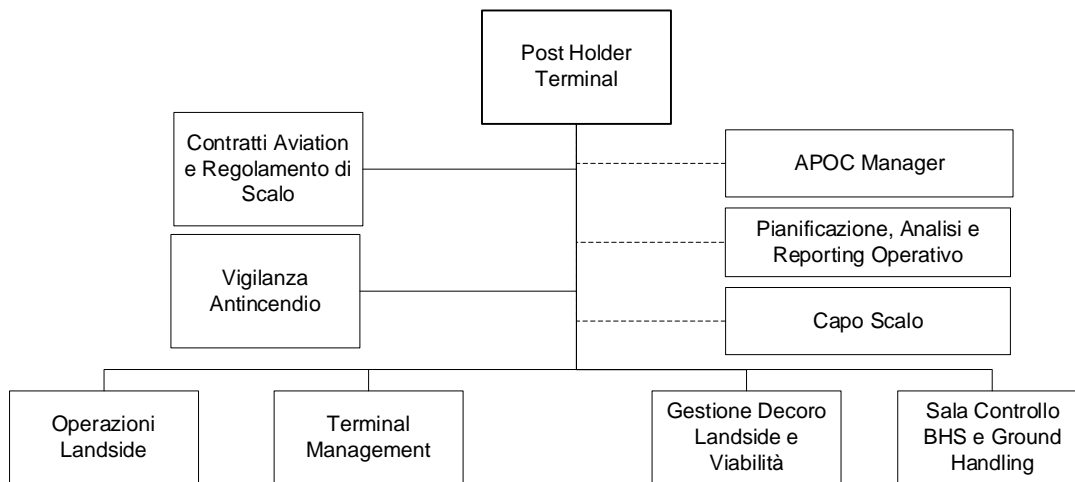 Post Holder
Terminal
Contratti Aviation
e Regolamento di
Scalo
APOC Manager
Pianificazione, Analisi e
Reporting Operativo
Vigilanza
Antincendio
Capo Scalo
Operazioni
Landside
Terminal
Management
Gestione Decoro
Landside e
Viabilità
Sala Controllo
BHS e Ground
Handling